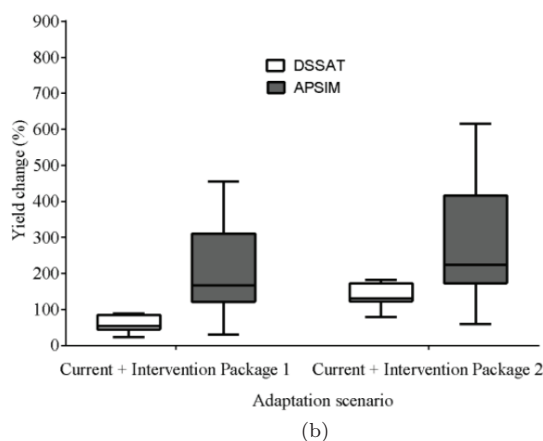 900
800
700
600
500
400
300
200
100
0
Yield change (%)
DSSAT
APSIM
Current + Intervention Package 1
Current + Intervention Package 2
Adaptation scenario
(b)